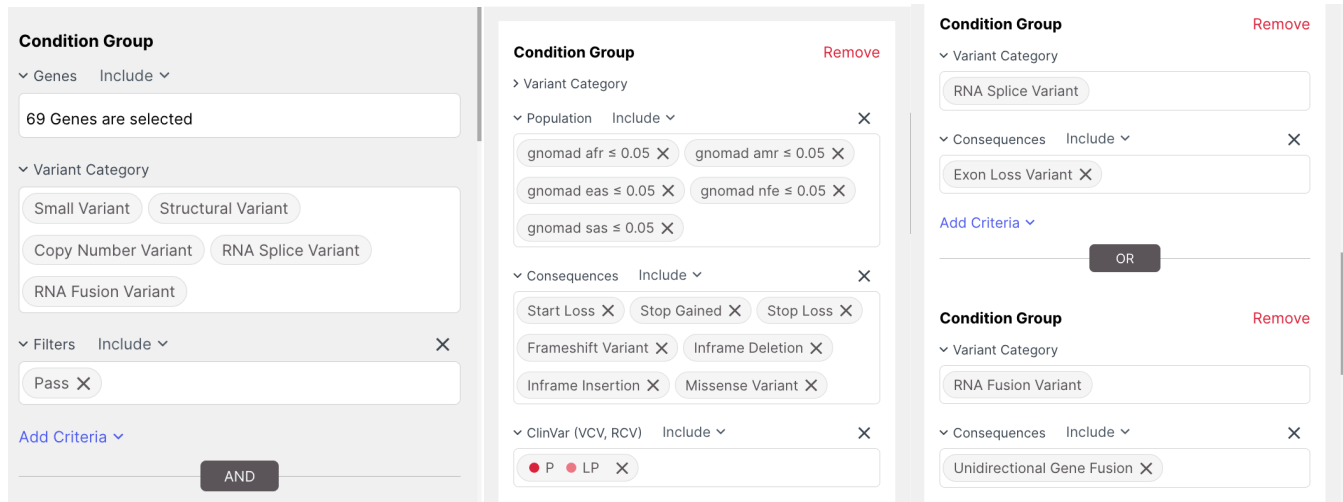 Condition Group
Genes Include
69 Genes are selected
Variant Category
Small Variant Structural Variant
Copy Number Variant RNA Splice Variant
RNA Fusion Variant
Filters Include
Pass
Add Criteria
AND
Condition Group Remove
Variant Category
Population Include
gnomad afr ≤ 0.05 gnomad amr ≤ 0.05
gnomad eas ≤ 0.05 gnomad nfe ≤ 0.05
gnomad sas ≤ 0.05
Consequences Include
Start Loss Stop Gained Stop Loss
Frameshift Variant Inframe Deletion
Inframe Insertion Missense Variant
ClinVar (VCV, RCV) Include
P LP
Condition Group Remove
Variant Category
RNA Splice Variant
Consequences Include
Exon Loss Variant
Add Criteria
OR
Condition Group Remove
Variant Category
RNA Fusion Variant
Consequences Include
Unidirectional Gene Fusion